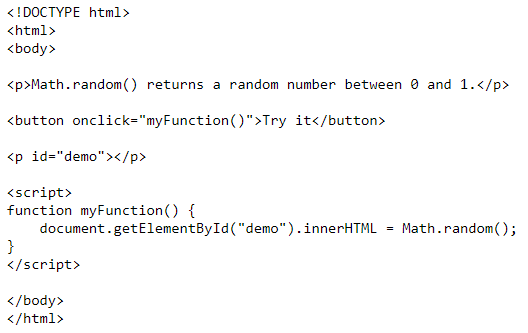 <!DOCTYPE html>
<html>
<body>
<p>Math.random() returns a random number between 0 and 1.</p>
<button onclick="myFunction()">Try it</button>
<p id="demo"></p>
<script>
function myFunction() {
    document.getElementById("demo").innerHTML = Math.random();
}
</script>
</body>
</html>